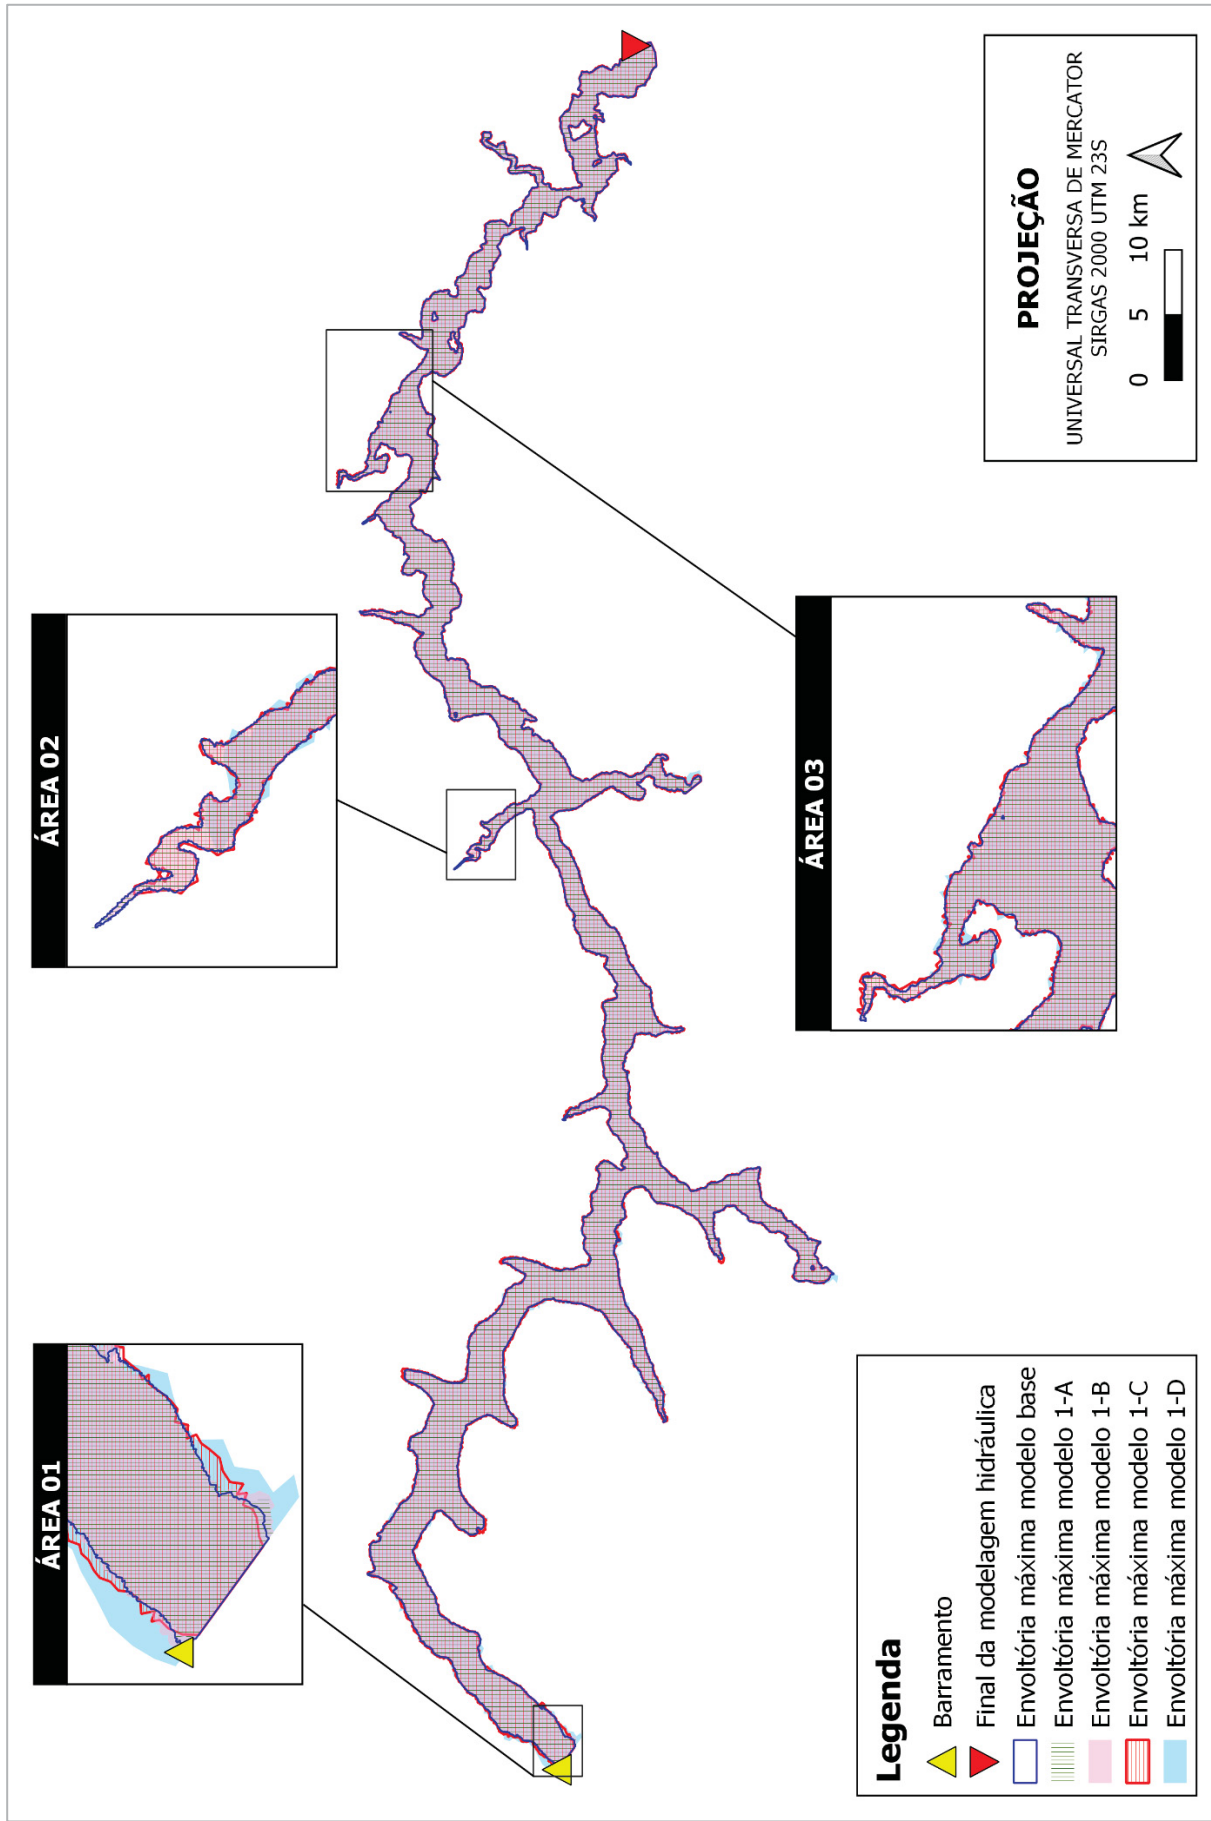 ÁREA 01
ÁREA 02
ÁREA 03
Legenda
Barramento
Final da modelagem hidráulica
Envoltória máxima modelo base
Envoltória máxima modelo 1-A
Envoltória máxima modelo 1-B
Envoltória máxima modelo 1-C
Envoltória máxima modelo 1-D
PROJEÇÃO
UNIVERSAL TRANSVERSA DE MERCATOR
SIRGAS 2000 UTM 23S
0 5 10 km